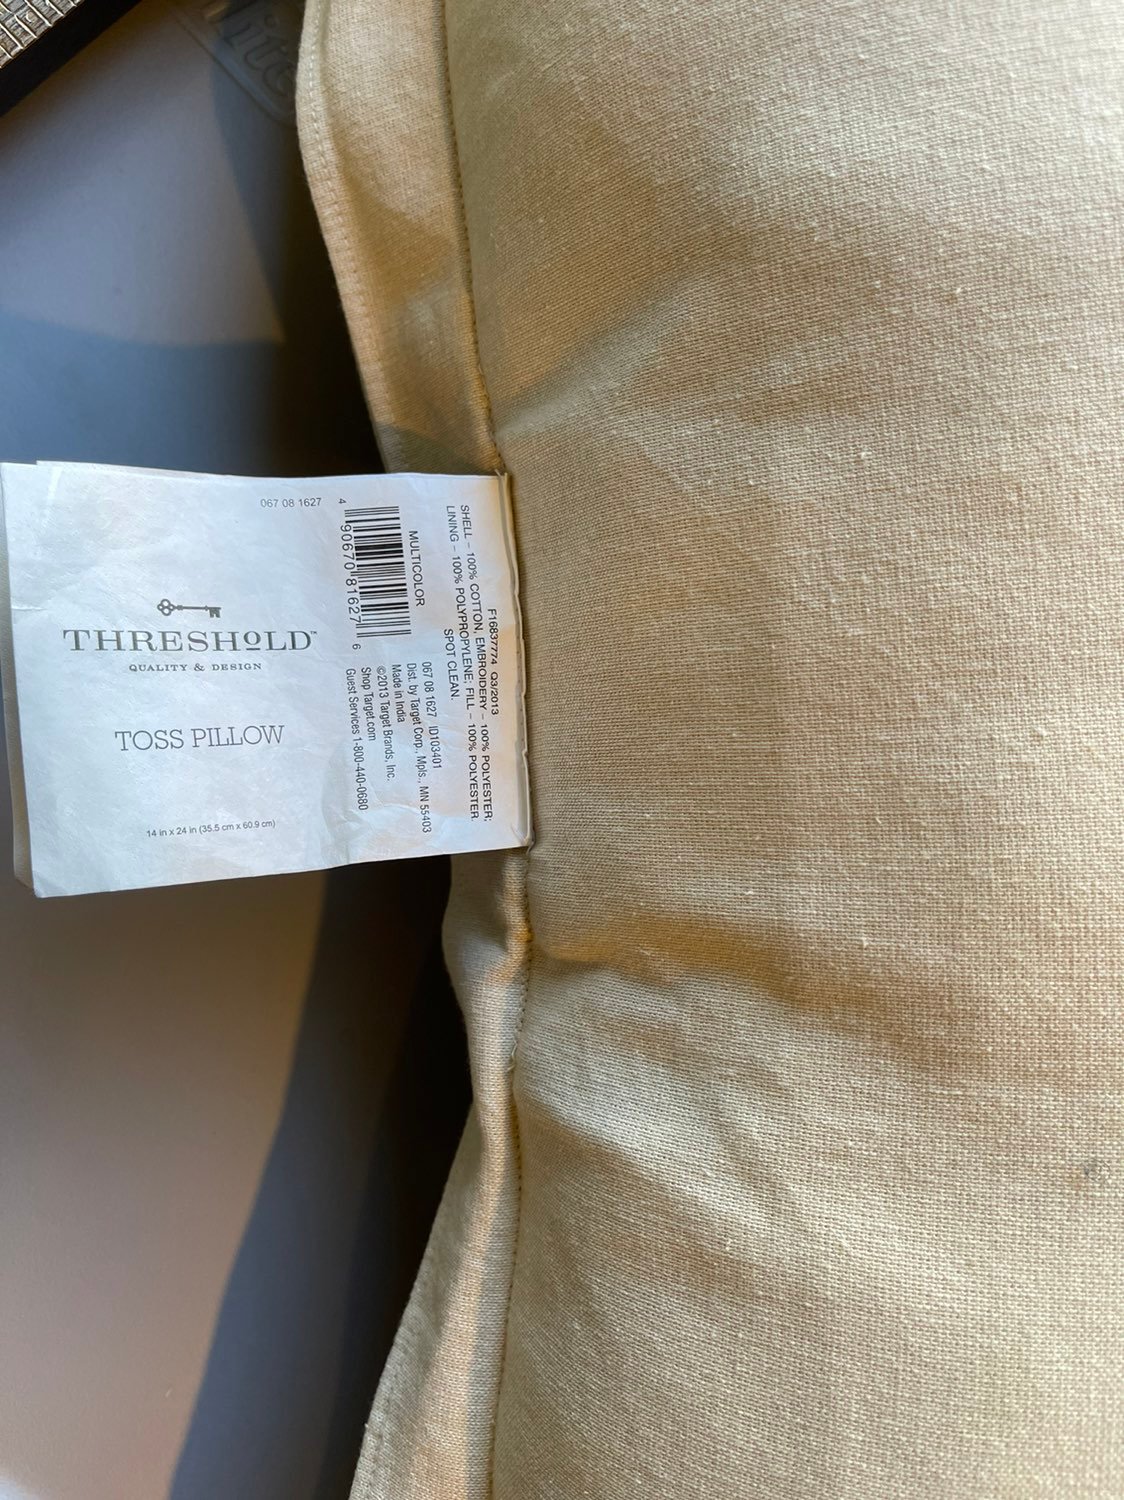 067 08 1627
THRESHOLD™
QUALITY & DESIGN
TOSS PILLOW
14 in x 24 in (35.5 cm x 60.9 cm)
F16837774 Q3/2013
SHELL – 100% COTTON, EMBROIDERY – 100% POLYESTER;
LINING – 100% POLYPROPYLENE; FILL – 100% POLYESTER.
SPOT CLEAN.
MULTICOLOR
4 90670 81627 6
067 08 1627 ID103401
Dist. by Target Corp., Mpls., MN 55403
Made in India
©2013 Target Brands, Inc.
Shop Target.com
Guest Services 1-800-440-0680